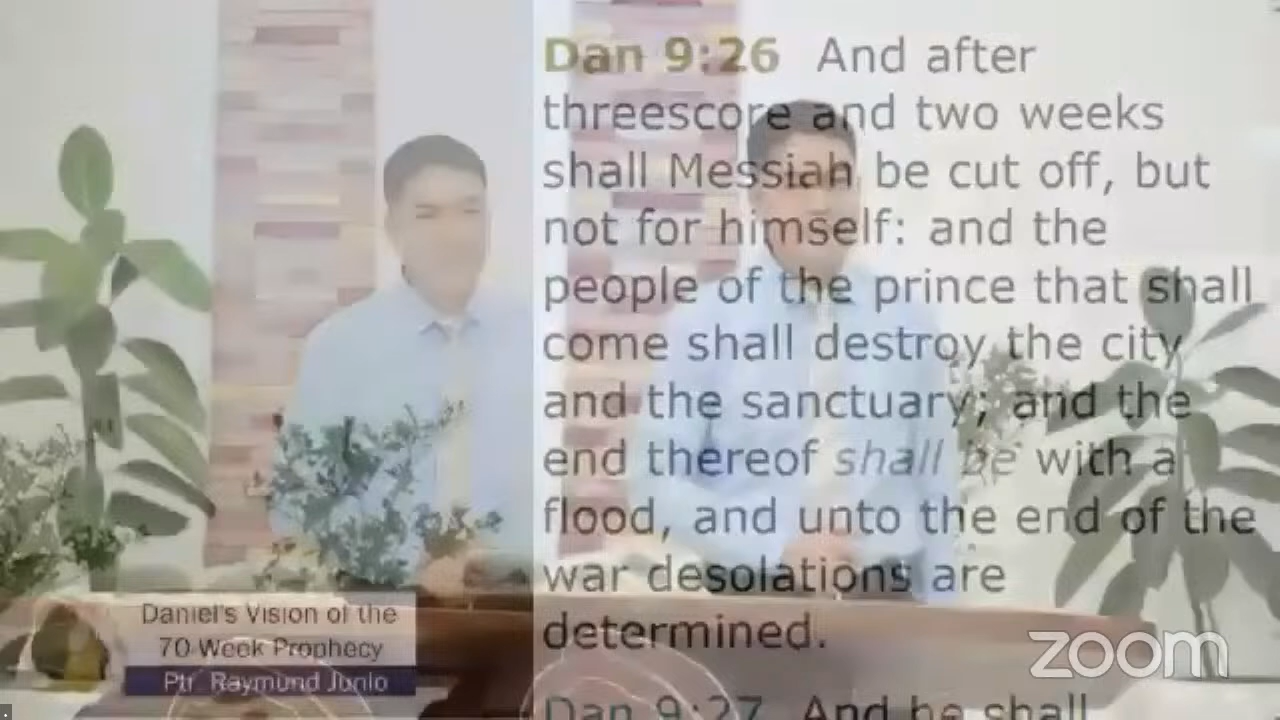 Dan 9:26 And after
threescore and two weeks
shall Messiah be cut off, but
not for himself: and the
people of the prince that shall
come shall destroy the city
and the sanctuary; and the
end thereof shall be with a
flood, and unto the end of the
war desolations are
determined.
Dan 9:27 And he shall
Daniel's Vision of the
70-Week Prophecy
Ptr. Raymund Junio
zoom